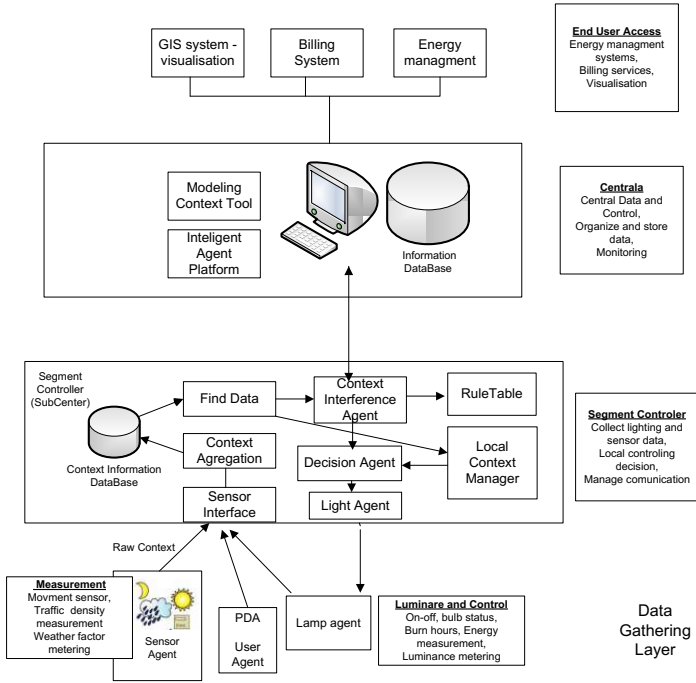 GIS system -
visualisation
Billing
System
Energy
managment
End User Access
Energy managment
systems,
Billing services,
Visualisation
Modeling
Context Tool
Inteligent
Agent
Platform
Information
DataBase
Centrala
Central Data and
Control,
Organize and store
data,
Monitoring
Segment
Controller
(SubCenter)
Find Data
Context
Interference
Agent
RuleTable
Context Information
DataBase
Context
Agregation
Decision Agent
Local
Context
Manager
Sensor
Interface
Light Agent
Segment Controler
Collect lighting and
sensor data,
Local controling
decision,
Manage comunication
Raw Context
Measurement
Movment sensor,
Traffic density
measurement
Weather factor
metering
Sensor
Agent
PDA
User
Agent
Lamp agent
Luminare and Control
On-off, bulb status,
Burn hours, Energy
measurement,
Luminance metering
Data
Gathering
Layer